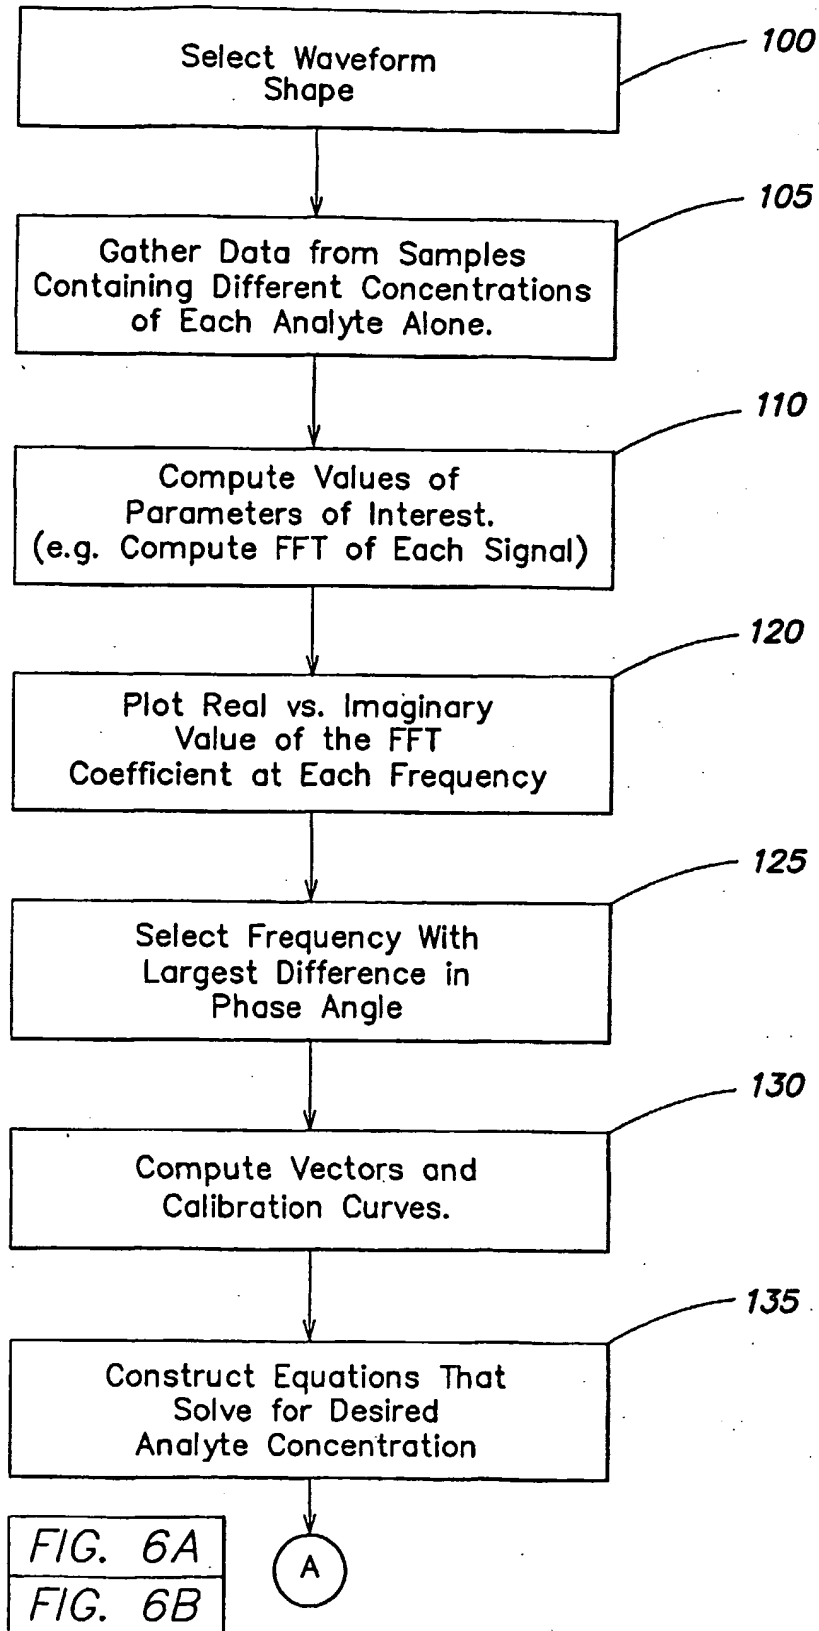 Select Waveform
Shape
100
Gather Data from Samples
Containing Different Concentrations
of Each Analyte Alone.
105
Compute Values of
Parameters of Interest.
(e.g. Compute FFT of Each Signal)
110
Plot Real vs. Imaginary
Value of the FFT
Coefficient at Each Frequency
120
Select Frequency With
Largest Difference in
Phase Angle
125
Compute Vectors and
Calibration Curves.
130
Construct Equations That
Solve for Desired
Analyte Concentration
135
A
FIG. 6A
FIG. 6B